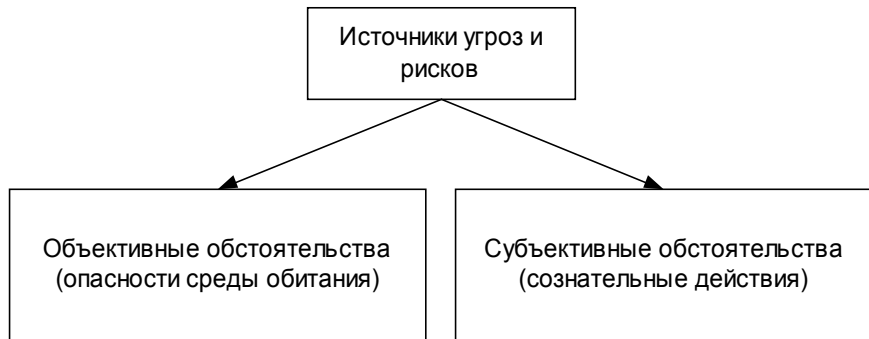 Источники угроз и
рисков
Объективные обстоятельства
(опасности среды обитания)
Субъективные обстоятельства
(сознательные действия)